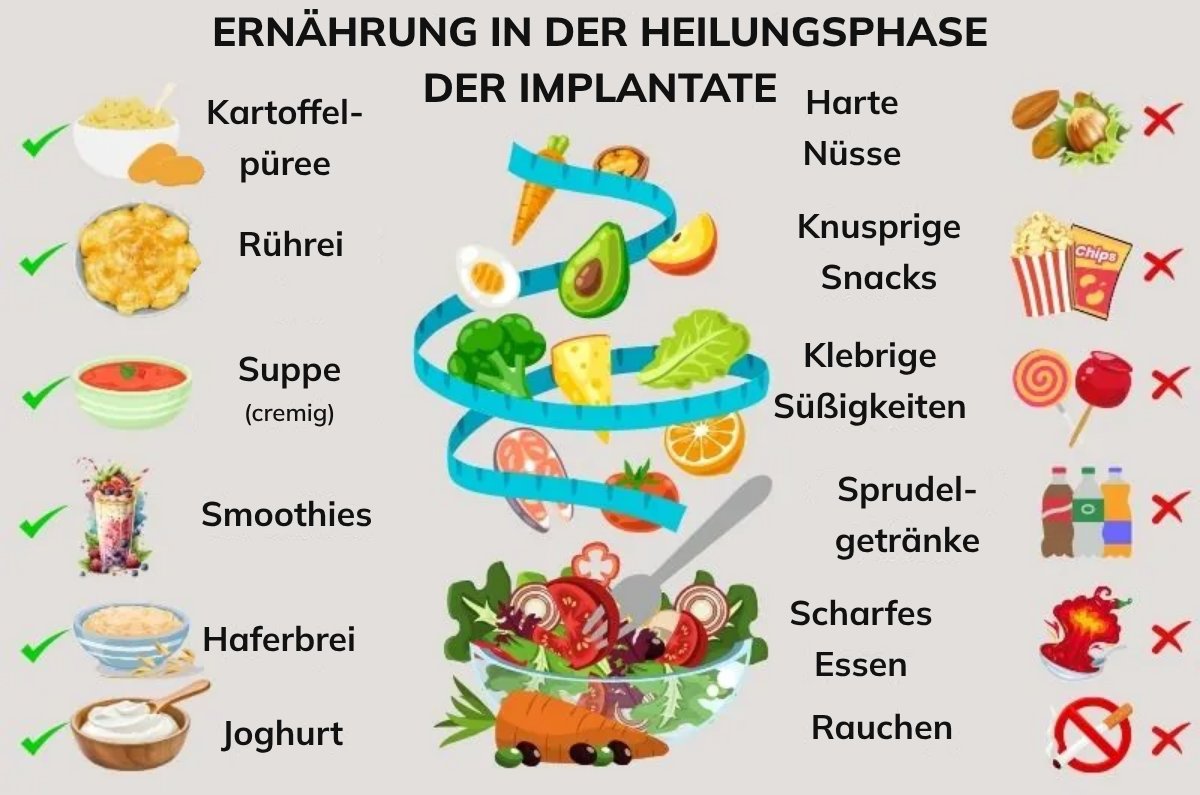 ERNÄHRUNG IN DER HEILUNGSPHASE
DER IMPLANTATE
Kartoffel-
püree
Rührei
Suppe
(cremig)
Smoothies
Haferbrei
Joghurt
Harte
Nüsse
Knusprige
Snacks
Chips
Klebrige
Süßigkeiten
Sprudel-
getränke
Scharfes
Essen
Rauchen